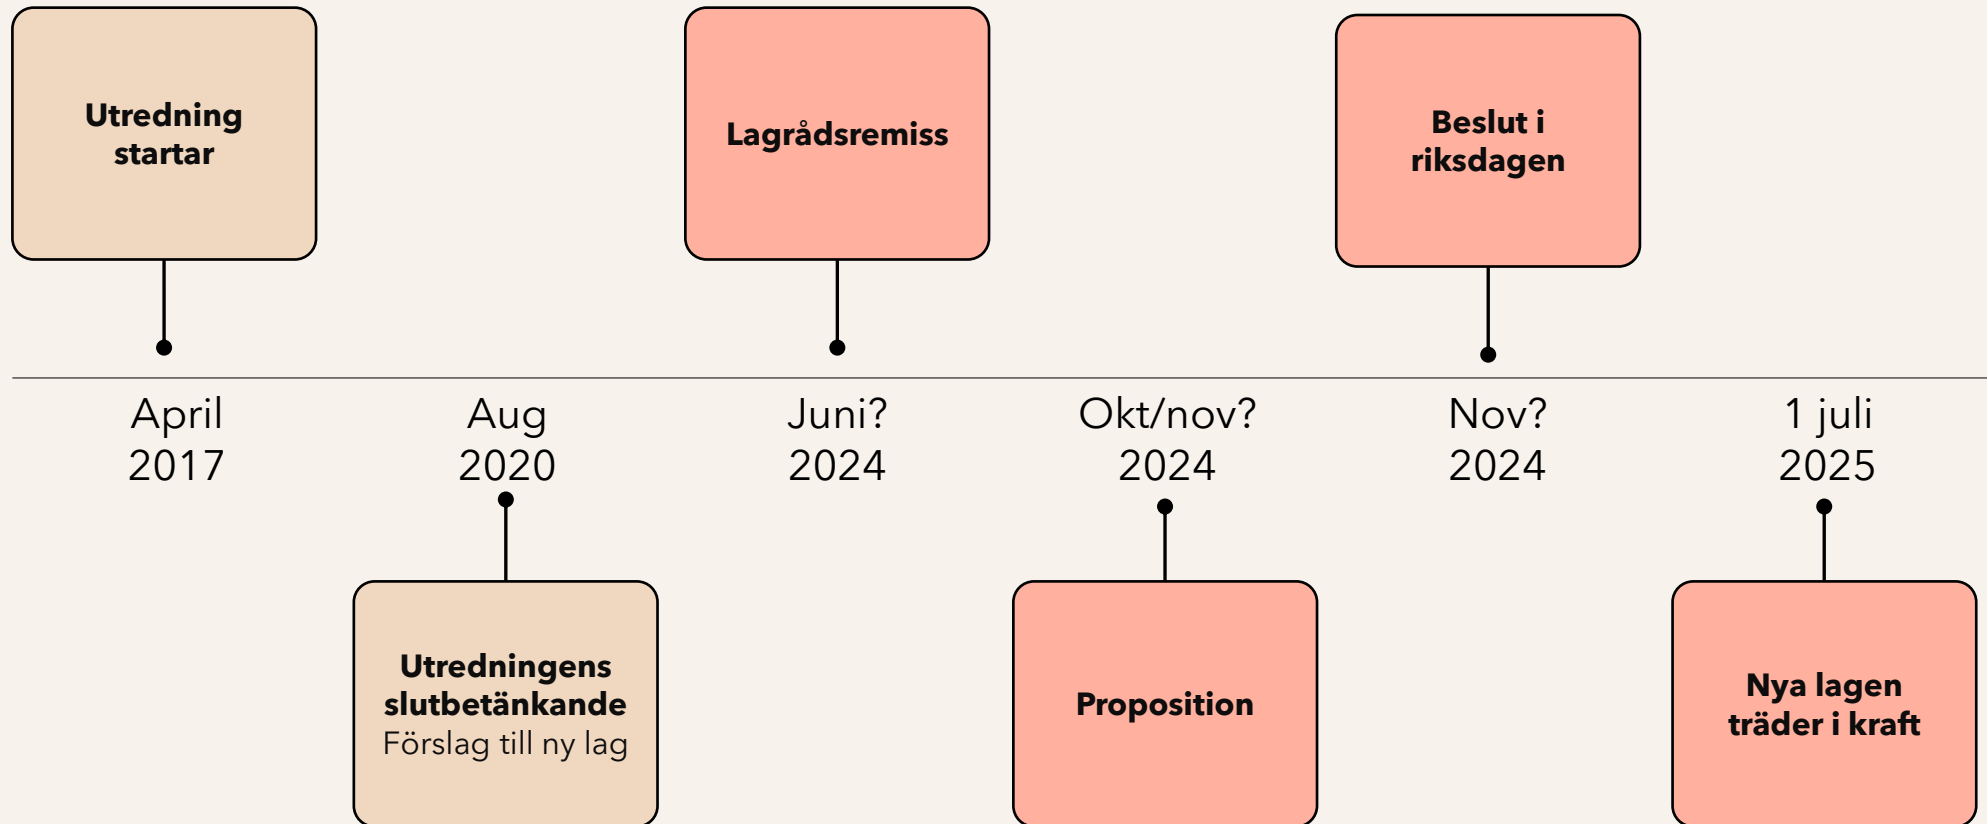 Utredning
startar
Lagrådsremiss
Beslut i
riksdagen
April
2017
Aug
2020
Juni?
2024
Okt/nov?
2024
Nov?
2024
1 juli
2025
Utredningens
slutbetänkande
Förslag till ny lag
Proposition
Nya lagen
träder i kraft